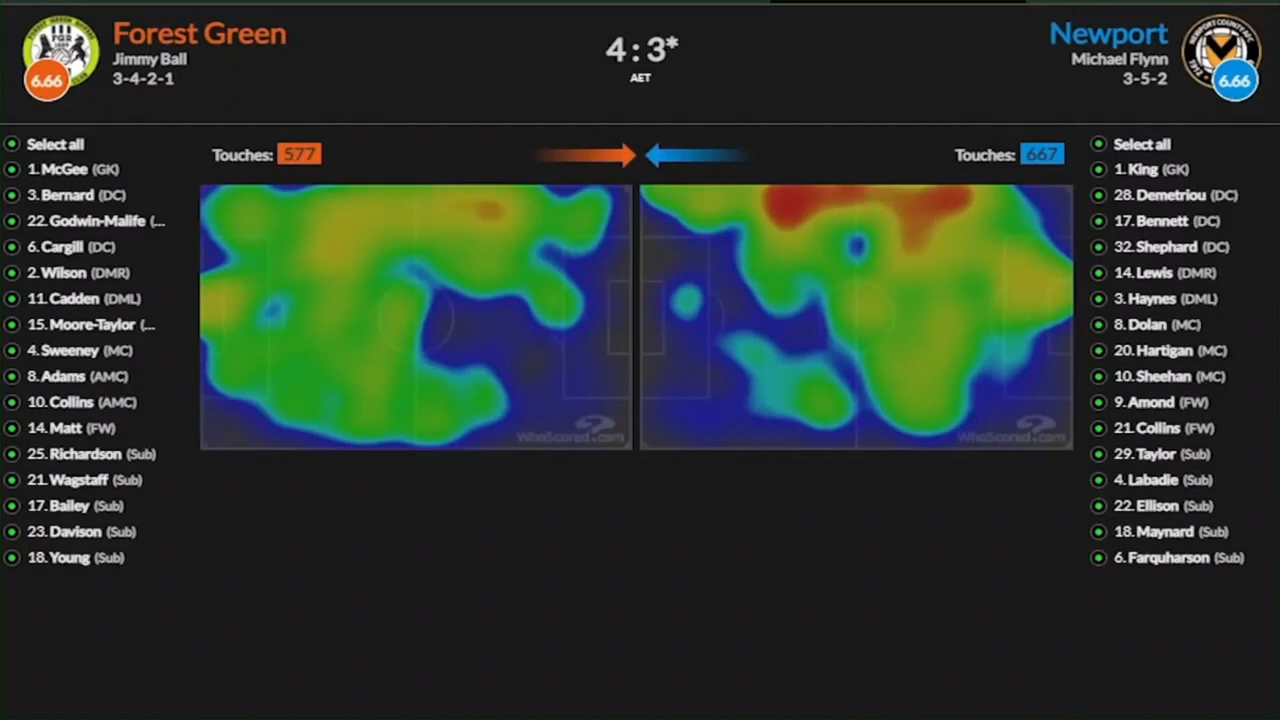 Forest Green
Jimmy Ball
3-4-2-1
6.66
4 : 3*
AET
Newport
Michael Flynn
3-5-2
6.66
Select all
1. McGee (GK)
3. Bernard (DC)
22. Godwin-Malife (...
6. Cargill (DC)
2. Wilson (DMR)
11. Cadden (DML)
15. Moore-Taylor (...
4. Sweeney (MC)
8. Adams (AMC)
10. Collins (AMC)
14. Matt (FW)
25. Richardson (Sub)
21. Wagstaff (Sub)
17. Bailey (Sub)
23. Davison (Sub)
18. Young (Sub)
Touches: 577
Touches: 667
WhoScored.com
WhoScored.com
Select all
1. King (GK)
28. Demetriou (DC)
17. Bennett (DC)
32. Shephard (DC)
14. Lewis (DMR)
3. Haynes (DML)
8. Dolan (MC)
20. Hartigan (MC)
10. Sheehan (MC)
9. Amond (FW)
21. Collins (FW)
29. Taylor (Sub)
4. Labadie (Sub)
22. Ellison (Sub)
18. Maynard (Sub)
6. Farquharson (Sub)